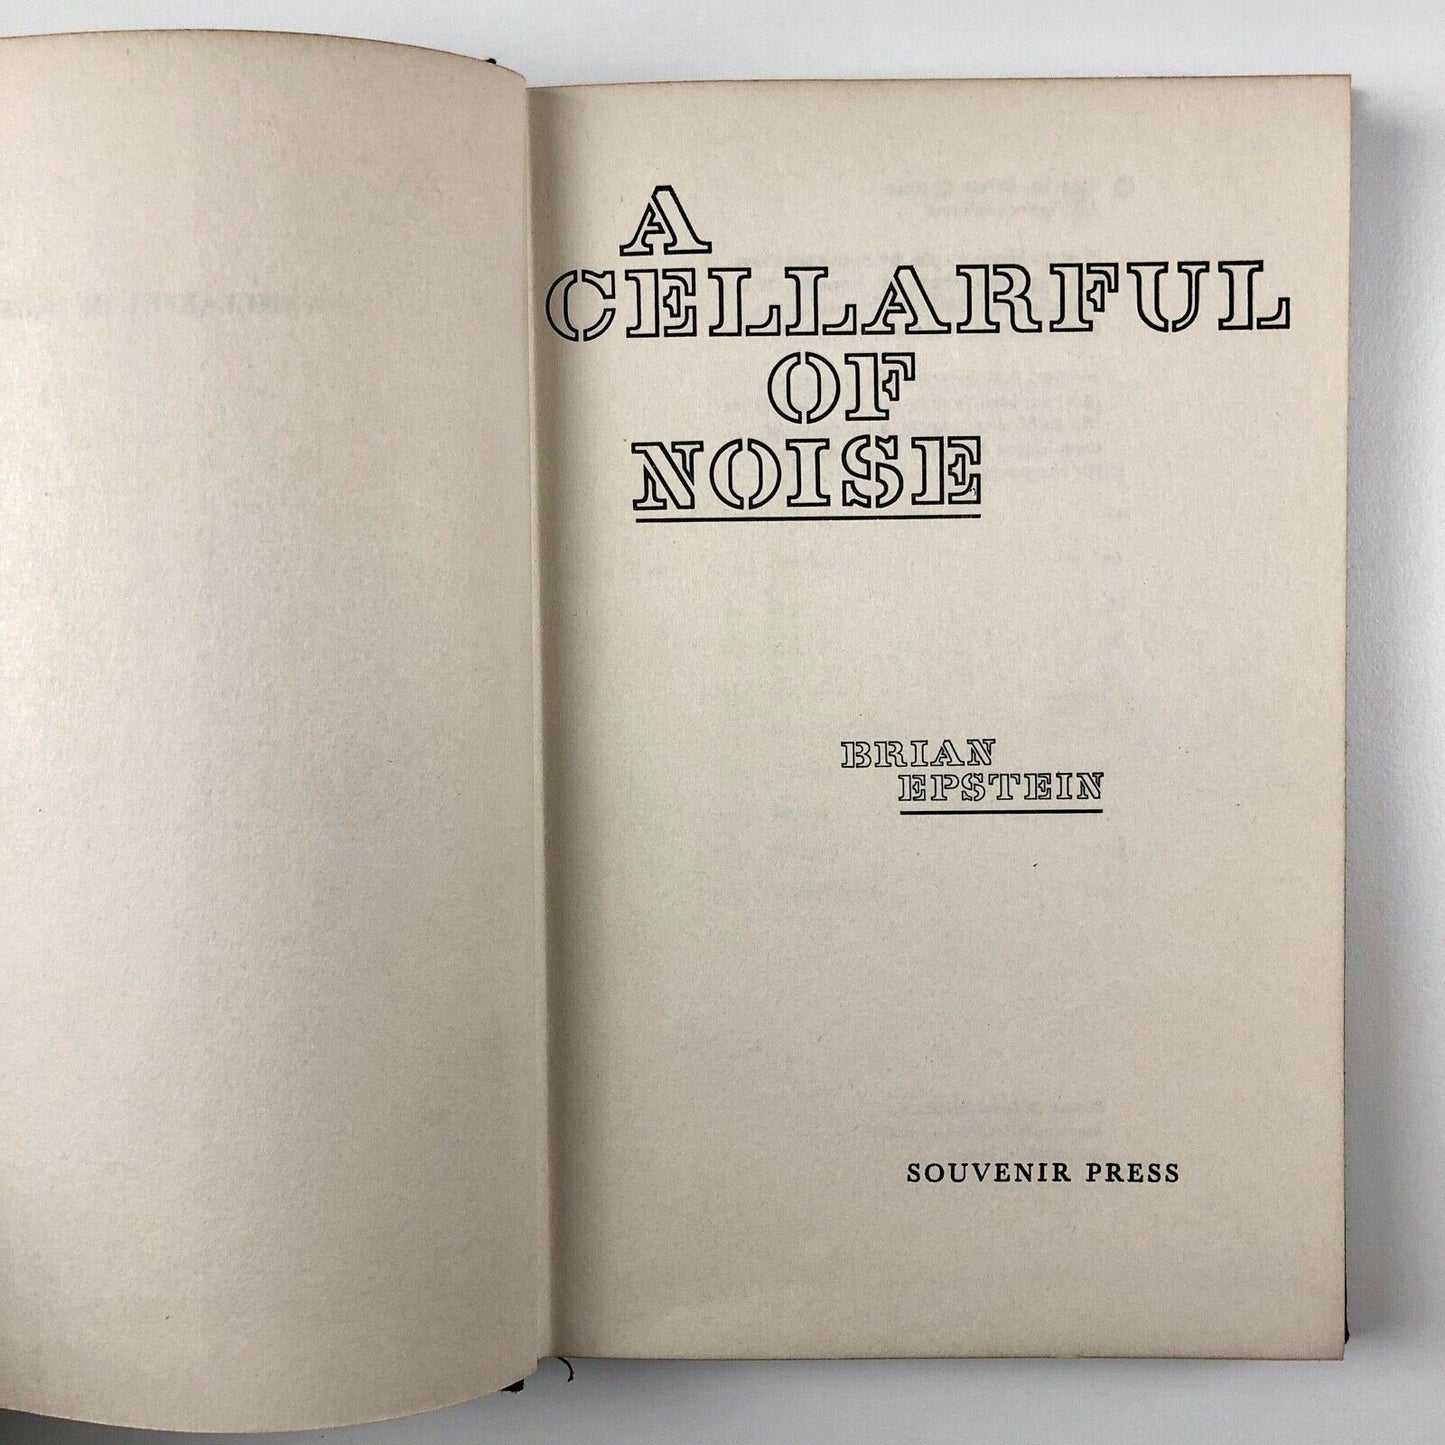 A
CELLARFUL
OF
NOISE
BRIAN
EPSTEIN
SOUVENIR PRESS